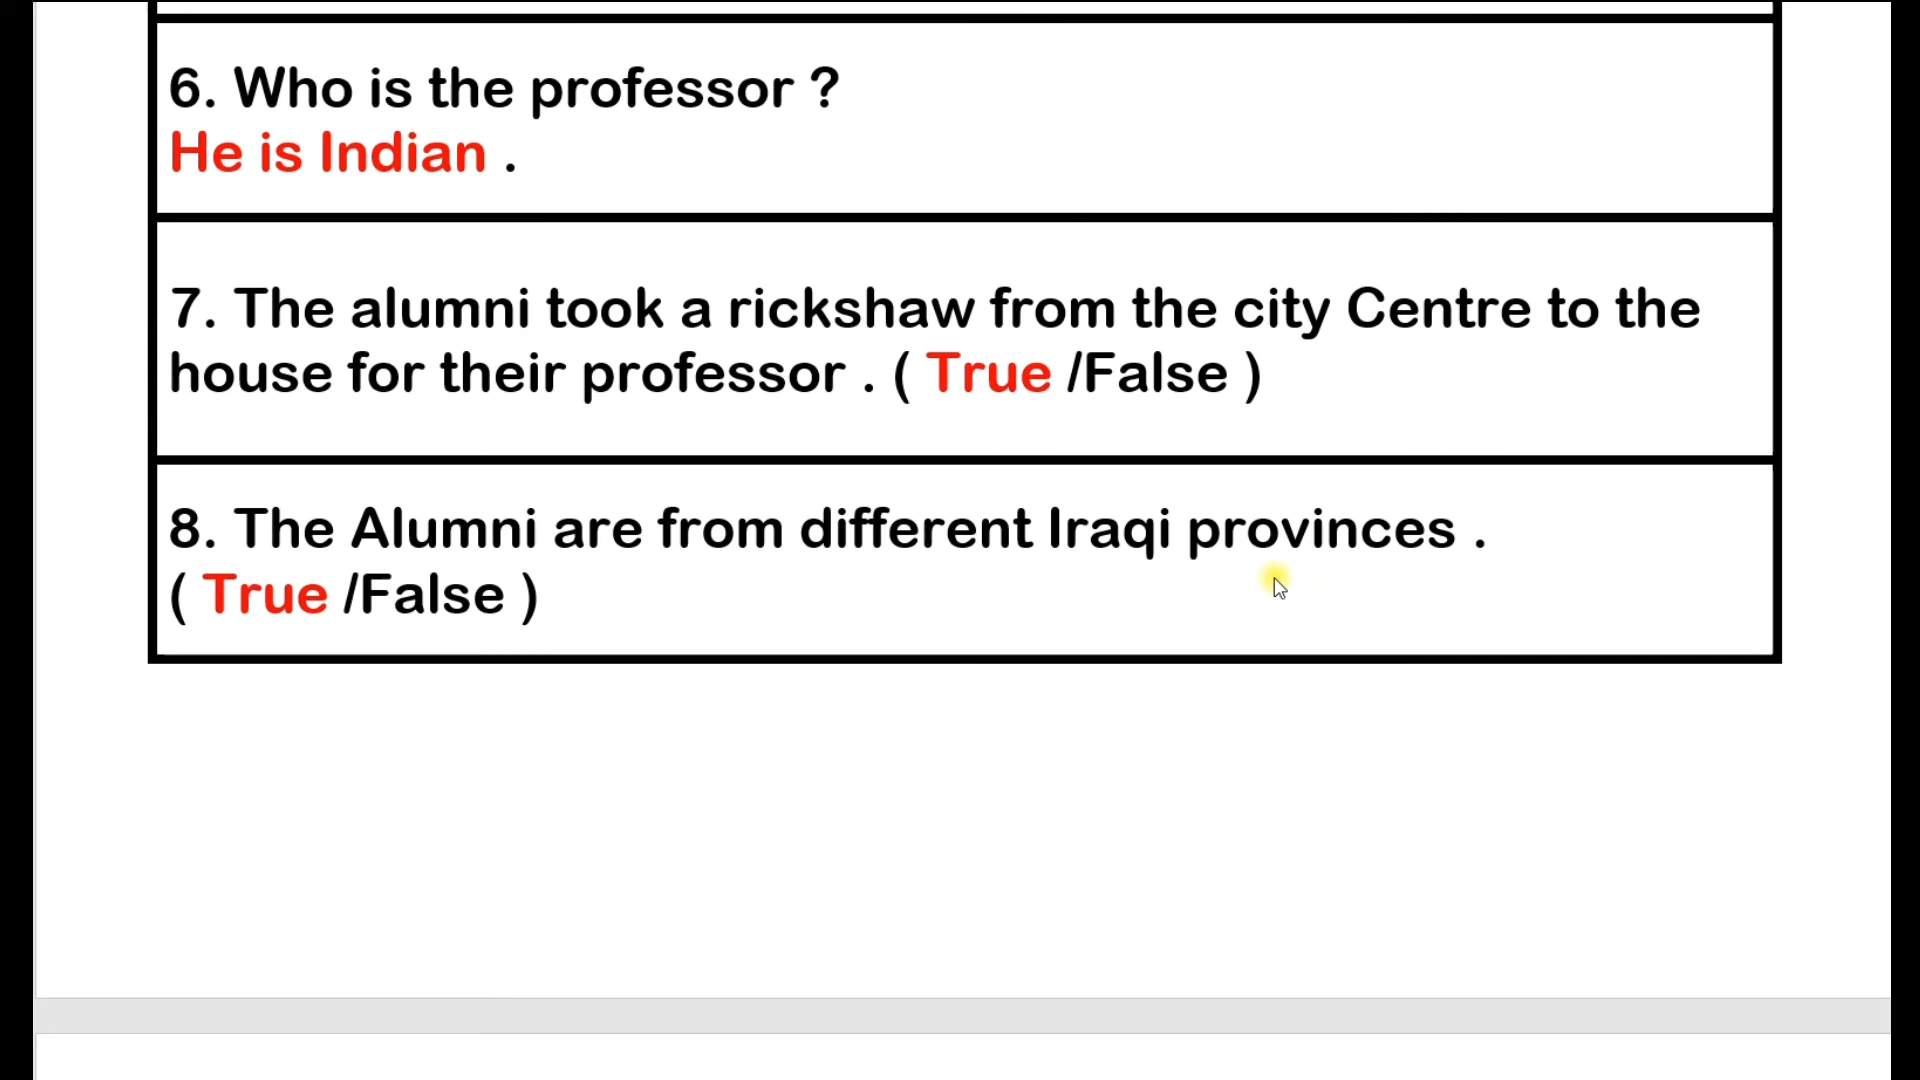 6. Who is the professor ?
He is Indian .
7. The alumni took a rickshaw from the city Centre to the
house for their professor . ( True /False )
8. The Alumni are from different Iraqi provinces .
( True /False )